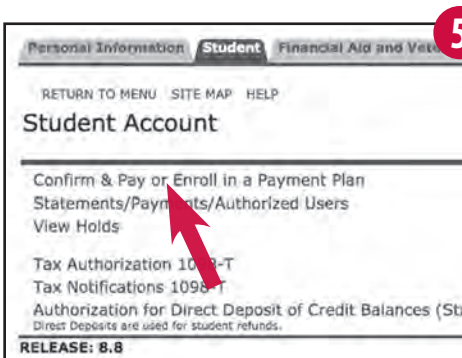 Personal Information Student Financial Aid and
5
RETURN TO MENU SITE MAP HELP
Student Account
Confirm & Pay or Enroll in a Payment Plan
Statements/Payments/Authorized Users
View Holds
Tax Authorization 1098-T
Tax Notifications 1098-T
Authorization for Direct Deposit of Credit Balances
Direct Deposits are used for student refunds.
RELEASE: 8.8